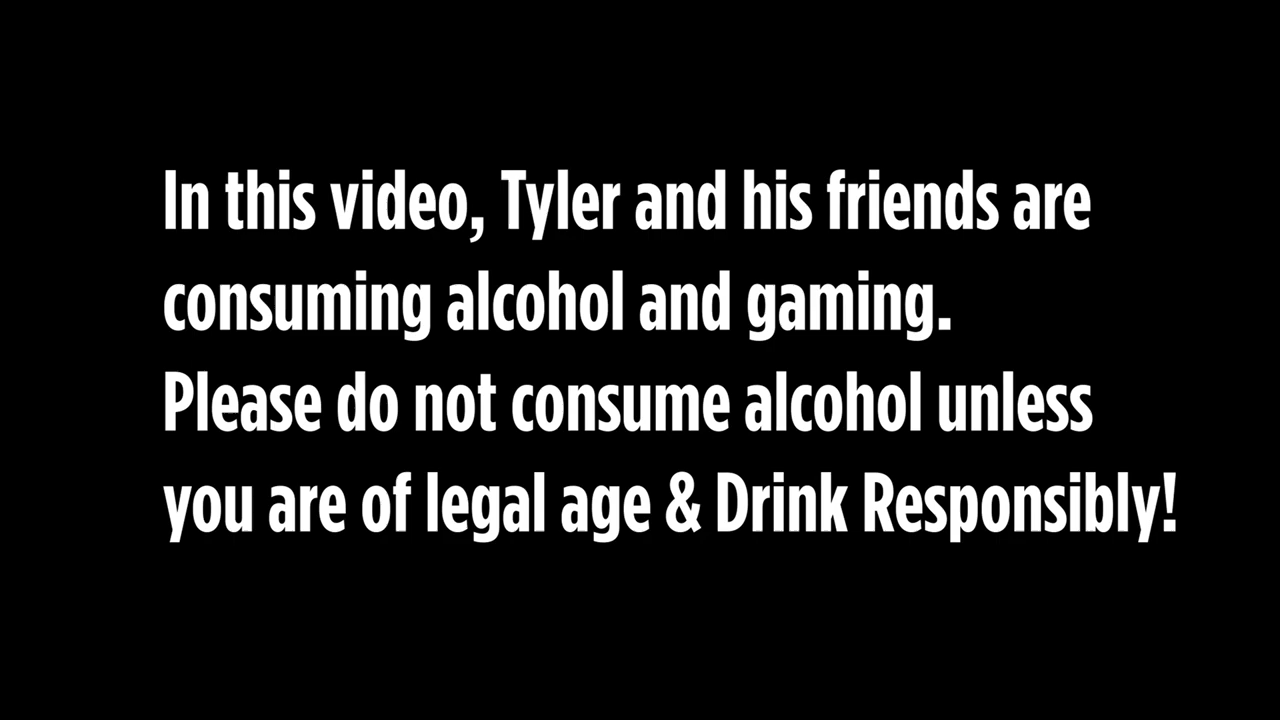 In this video, Tyler and his friends are
consuming alcohol and gaming.
Please do not consume alcohol unless
you are of legal age & Drink Responsibly!